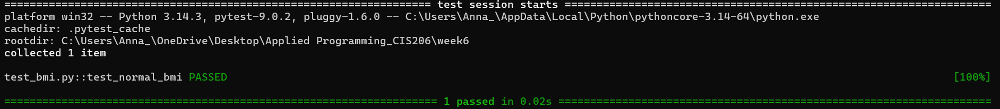 =================================================================== test session starts ===================================================================
platform win32 -- Python 3.14.3, pytest-9.0.2, pluggy-1.6.0 -- C:\Users\Anna_\AppData\Local\Python\pythoncore-3.14-64\python.exe
cachedir: .pytest_cache
rootdir: C:\Users\Anna_\OneDrive\Desktop\Applied Programming_CIS206\week6
collected 1 item
test_bmi.py::test_normal_bmi PASSED [100%]
==================================================================== 1 passed in 0.02s ====================================================================